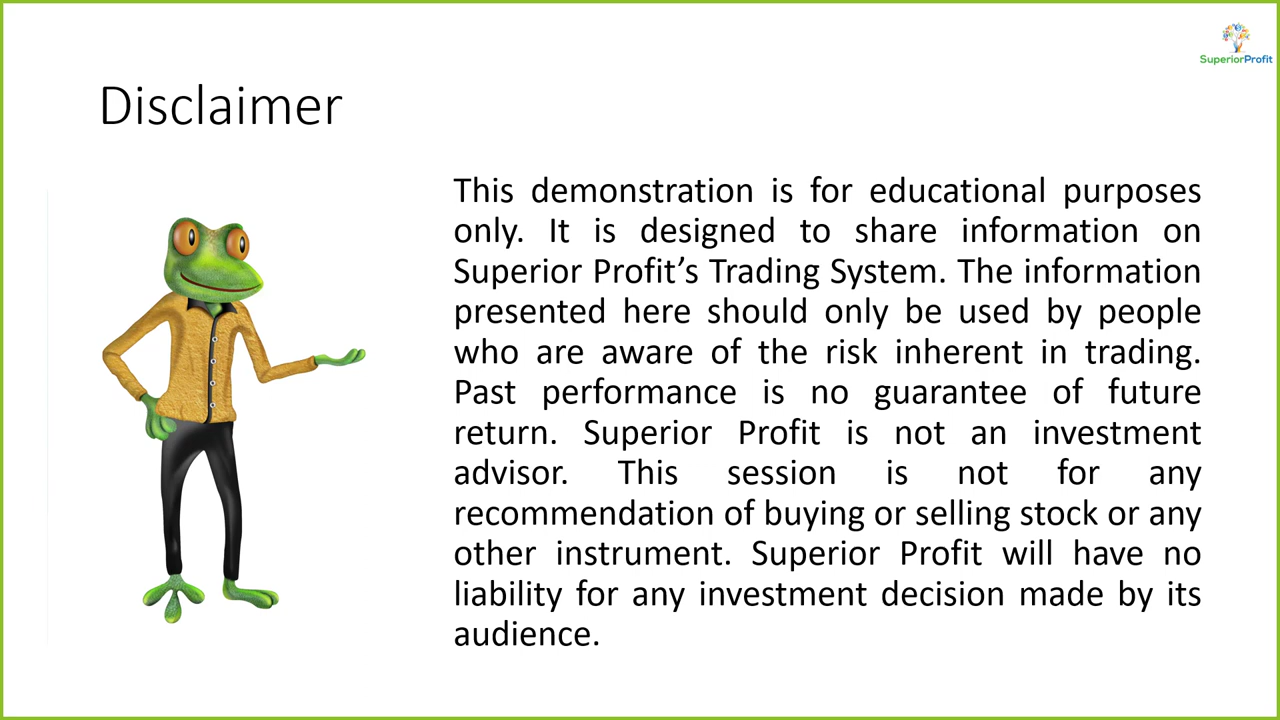 SuperiorProfit
Disclaimer
This demonstration is for educational purposes
only. It is designed to share information on
Superior Profit’s Trading System. The information
presented here should only be used by people
who are aware of the risk inherent in trading.
Past performance is no guarantee of future
return. Superior Profit is not an investment
advisor. This session is not for any
recommendation of buying or selling stock or any
other instrument. Superior Profit will have no
liability for any investment decision made by its
audience.